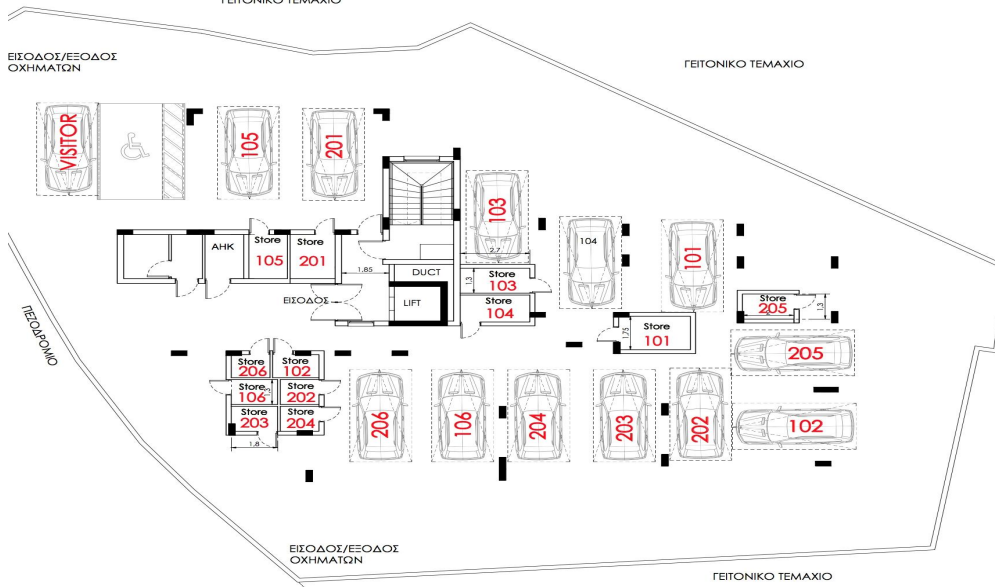 ΓΕΙΤΟΝΙΚΟ ΤΕΜΑΧΙΟ
ΕΙΣΟΔΟΣ/ΕΞΟΔΟΣ
ΟΧΗΜΑΤΩΝ
ΓΕΙΤΟΝΙΚΟ ΤΕΜΑΧΙΟ
VISITOR
105
201
103
2.7
104
101
ΑΗΚ
Store
105
Store
201
1,85
DUCT
LIFT
ΕΙΣΟΔΟΣ
Store
103
1.3
Store
104
Store
205
1.3
Store
101
1.75
ΠΕΖΟΔΡΟΜΙΟ
Store
206
Store
102
Store
106
Store
202
Store
203
Store
204
1,8
206
106
204
203
202
205
102
ΕΙΣΟΔΟΣ/ΕΞΟΔΟΣ
ΟΧΗΜΑΤΩΝ
ΓΕΙΤΟΝΙΚΟ ΤΕΜΑΧΙΟ